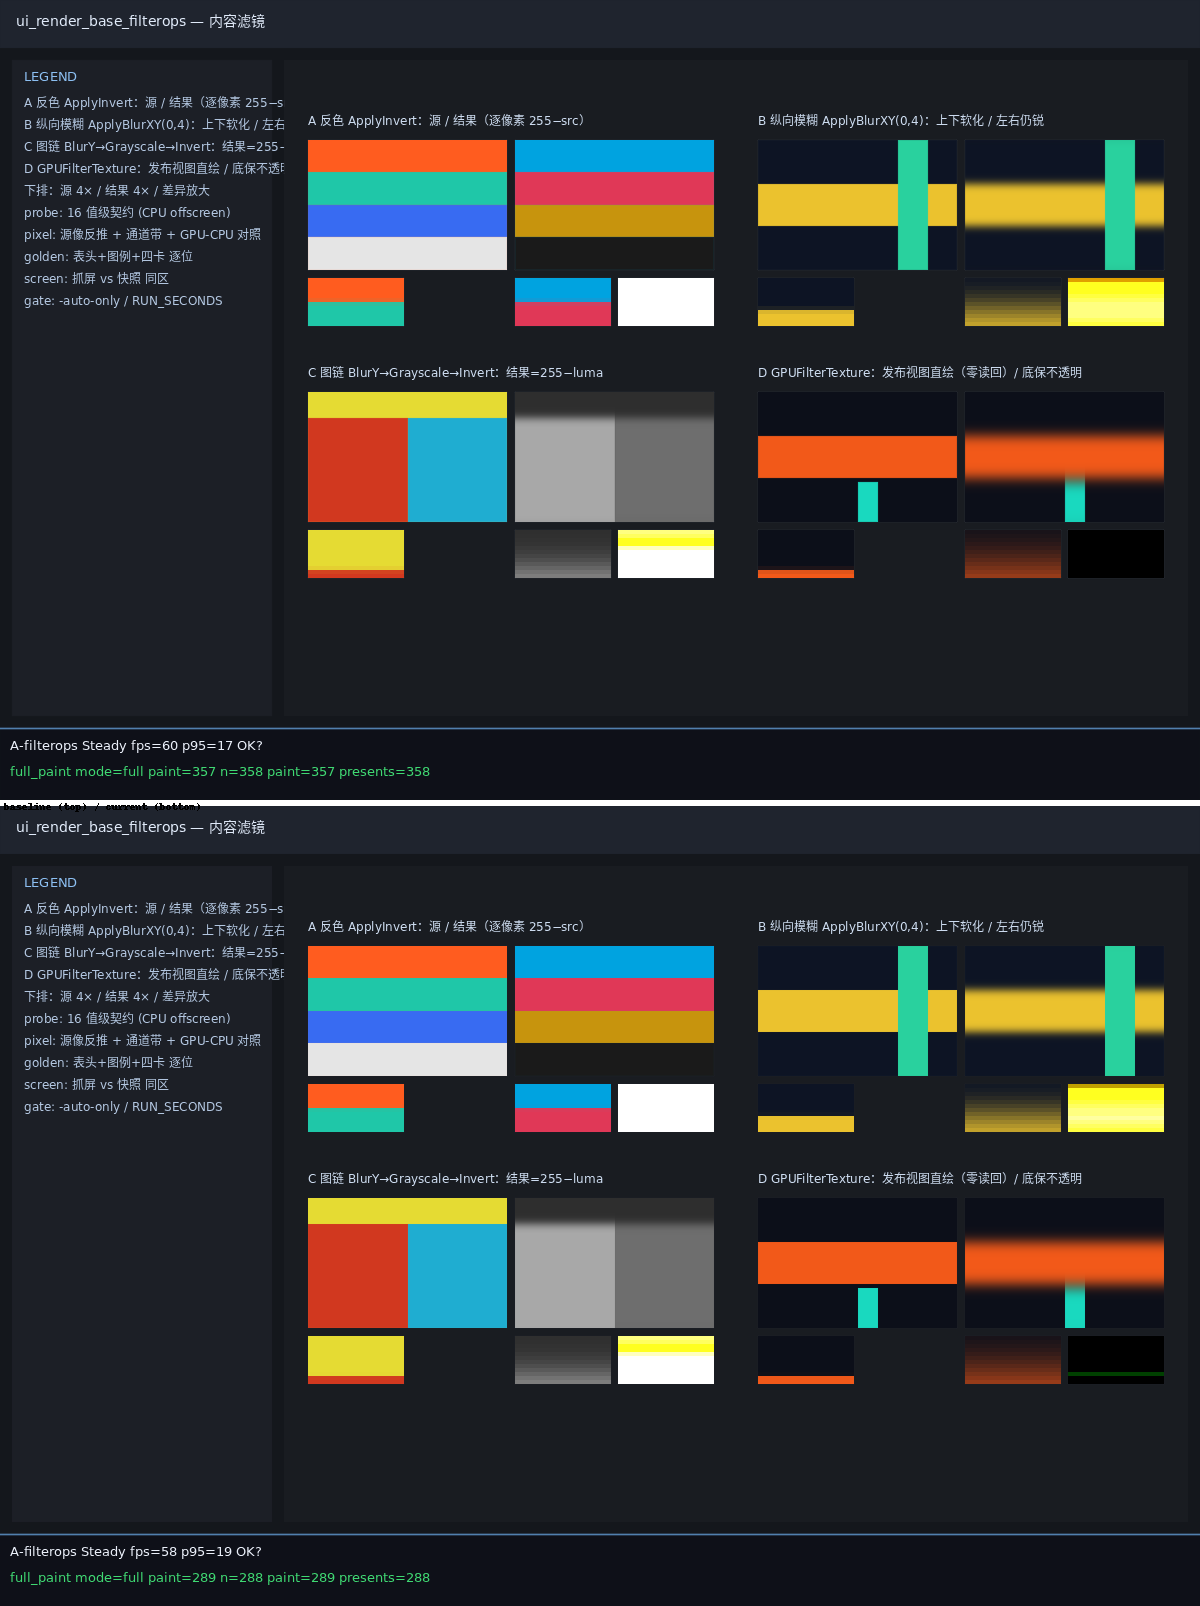 ui_render_base_filterops — 内容滤镜
LEGEND
A 反色 ApplyInvert：源 / 结果（逐像素 255−s
B 纵向模糊 ApplyBlurXY(0,4)：上下软化 / 左右
C 图链 BlurY→Grayscale→Invert：结果=255-
D GPUFilterTexture：发布视图直绘 / 底保不透明
下排：源 4× / 结果 4× / 差异放大
probe: 16 值级契约 (CPU offscreen)
pixel: 源像反推 + 通道带 + GPU-CPU 对照
golden: 表头+图例+四卡 逐位
screen: 抓屏 vs 快照 同区
gate: -auto-only / RUN_SECONDS
A 反色 ApplyInvert：源 / 结果（逐像素 255−src）
B 纵向模糊 ApplyBlurXY(0,4)：上下软化 / 左右仍锐
C 图链 BlurY→Grayscale→Invert：结果=255−luma
D GPUFilterTexture：发布视图直绘（零读回）/ 底保不透明
A-filterops Steady fps=60 p95=17 OK?
full_paint mode=full paint=357 n=358 paint=357 presents=358
baseline (top) / current (bottom)
ui_render_base_filterops — 内容滤镜
LEGEND
A 反色 ApplyInvert：源 / 结果（逐像素 255−s
B 纵向模糊 ApplyBlurXY(0,4)：上下软化 / 左右
C 图链 BlurY→Grayscale→Invert：结果=255-
D GPUFilterTexture：发布视图直绘 / 底保不透明
下排：源 4× / 结果 4× / 差异放大
probe: 16 值级契约 (CPU offscreen)
pixel: 源像反推 + 通道带 + GPU-CPU 对照
golden: 表头+图例+四卡 逐位
screen: 抓屏 vs 快照 同区
gate: -auto-only / RUN_SECONDS
A 反色 ApplyInvert：源 / 结果（逐像素 255−src）
B 纵向模糊 ApplyBlurXY(0,4)：上下软化 / 左右仍锐
C 图链 BlurY→Grayscale→Invert：结果=255−luma
D GPUFilterTexture：发布视图直绘（零读回）/ 底保不透明
A-filterops Steady fps=58 p95=19 OK?
full_paint mode=full paint=289 n=288 paint=289 presents=288